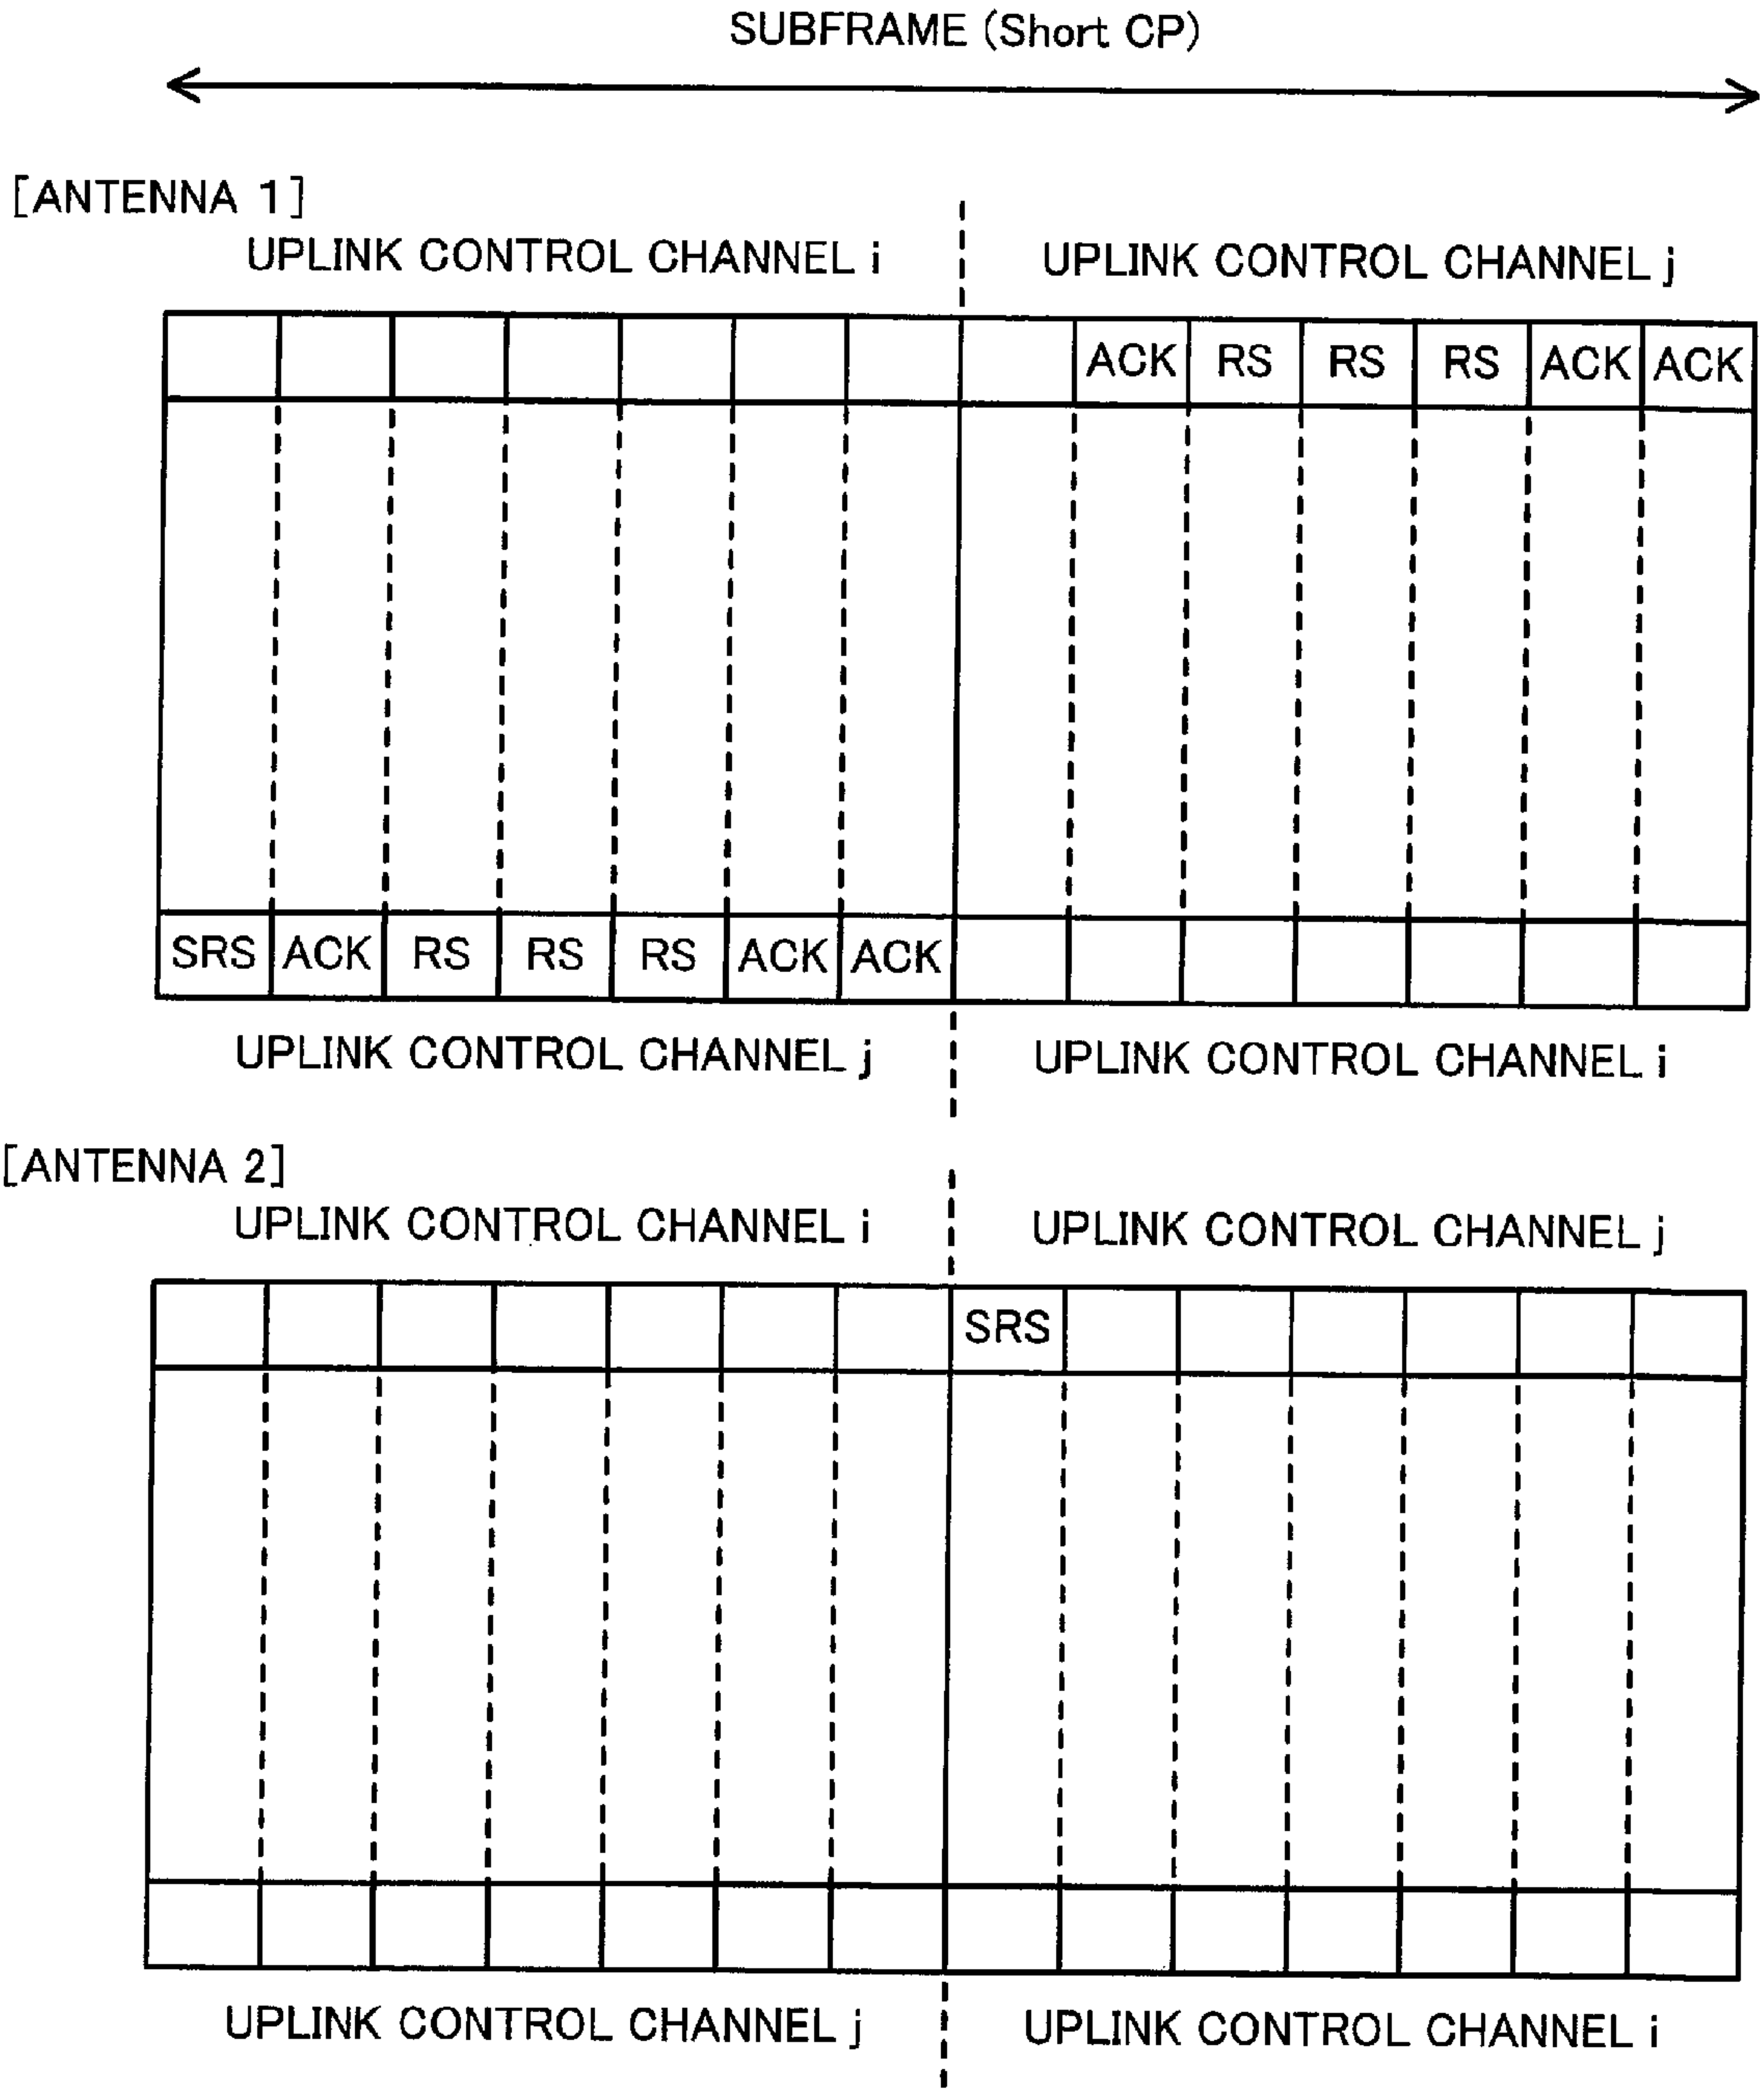 SUBFRAME (Short CP)
[ANTENNA 1]
UPLINK CONTROL CHANNEL i UPLINK CONTROL CHANNEL j
ACK RS RS RS ACK ACK
SRS ACK RS RS RS ACK ACK
UPLINK CONTROL CHANNEL j UPLINK CONTROL CHANNEL i
[ANTENNA 2]
UPLINK CONTROL CHANNEL i UPLINK CONTROL CHANNEL j
SRS
UPLINK CONTROL CHANNEL j UPLINK CONTROL CHANNEL i